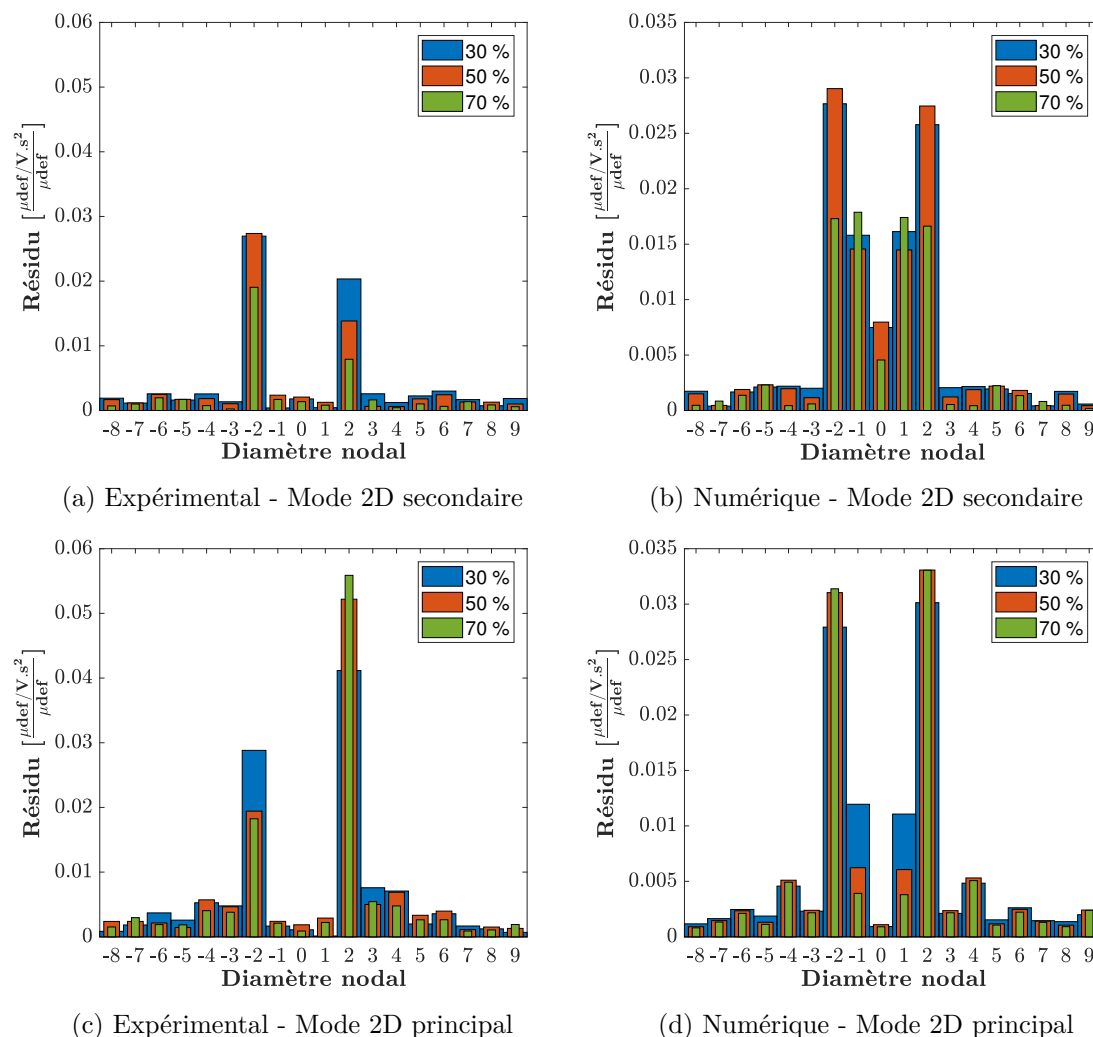 0.06
0.05
0.04
0.03
0.02
0.01
0
Résidu [μdef/V.s²/μdef]
30 %
50 %
70 %
-8 -7 -6 -5 -4 -3 -2 -1 0 1 2 3 4 5 6 7 8 9
Diamètre nodal
(a) Expérimental - Mode 2D secondaire
0.035
0.03
0.025
0.02
0.015
0.01
0.005
0
Résidu [μdef/V.s²/μdef]
30 %
50 %
70 %
-8 -7 -6 -5 -4 -3 -2 -1 0 1 2 3 4 5 6 7 8 9
Diamètre nodal
(b) Numérique - Mode 2D secondaire
0.06
0.05
0.04
0.03
0.02
0.01
0
Résidu [μdef/V.s²/μdef]
30 %
50 %
70 %
-8 -7 -6 -5 -4 -3 -2 -1 0 1 2 3 4 5 6 7 8 9
Diamètre nodal
(c) Expérimental - Mode 2D principal
0.035
0.03
0.025
0.02
0.015
0.01
0.005
0
Résidu [μdef/V.s²/μdef]
30 %
50 %
70 %
-8 -7 -6 -5 -4 -3 -2 -1 0 1 2 3 4 5 6 7 8 9
Diamètre nodal
(d) Numérique - Mode 2D principal